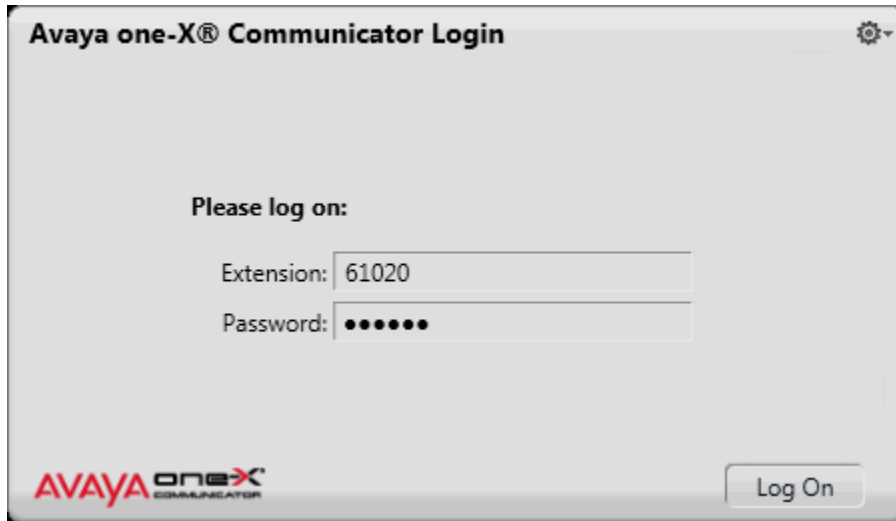 Avaya one-X® Communicator Login
Please log on:
Extension: 61020
Password: ●●●●●●
AVAYA one-X
COMMUNICATOR
Log On